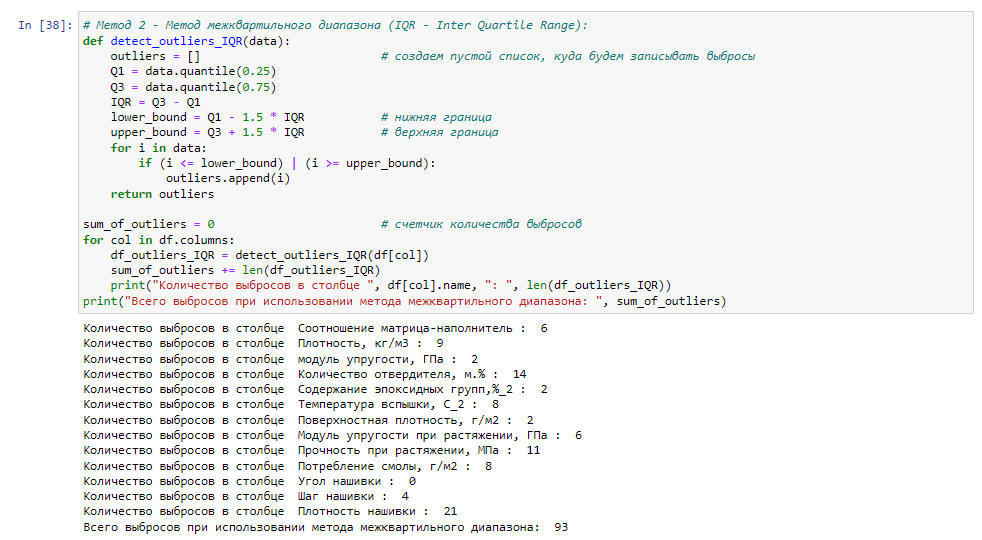 In [38]: # Метод 2 - Метод межквартильного диапазона (IQR - Inter Quartile Range):
def detect_outliers_IQR(data):
    outliers = []                          # создаем пустой список, куда будем записывать выбросы
    Q1 = data.quantile(0.25)
    Q3 = data.quantile(0.75)
    IQR = Q3 - Q1
    lower_bound = Q1 - 1.5 * IQR           # нижняя граница
    upper_bound = Q3 + 1.5 * IQR           # верхняя граница
    for i in data:
        if (i <= lower_bound) | (i >= upper_bound):
            outliers.append(i)
    return outliers

sum_of_outliers = 0                        # счетчик количества выбросов
for col in df.columns:
    df_outliers_IQR = detect_outliers_IQR(df[col])
    sum_of_outliers += len(df_outliers_IQR)
    print("Количество выбросов в столбце ", df[col].name, ": ", len(df_outliers_IQR))
print("Всего выбросов при использовании метода межквартильного диапазона: ", sum_of_outliers)
Количество выбросов в столбце  Соотношение матрица-наполнитель :  6
Количество выбросов в столбце  Плотность, кг/м3 :  9
Количество выбросов в столбце  модуль упругости, ГПа :  2
Количество выбросов в столбце  Количество отвердителя, м.% :  14
Количество выбросов в столбце  Содержание эпоксидных групп,%_2 :  2
Количество выбросов в столбце  Температура вспышки, С_2 :  8
Количество выбросов в столбце  Поверхностная плотность, г/м2 :  2
Количество выбросов в столбце  Модуль упругости при растяжении, ГПа :  6
Количество выбросов в столбце  Прочность при растяжении, МПа :  11
Количество выбросов в столбце  Потребление смолы, г/м2 :  8
Количество выбросов в столбце  Угол нашивки :  0
Количество выбросов в столбце  Шаг нашивки :  4
Количество выбросов в столбце  Плотность нашивки :  21
Всего выбросов при использовании метода межквартильного диапазона:  93